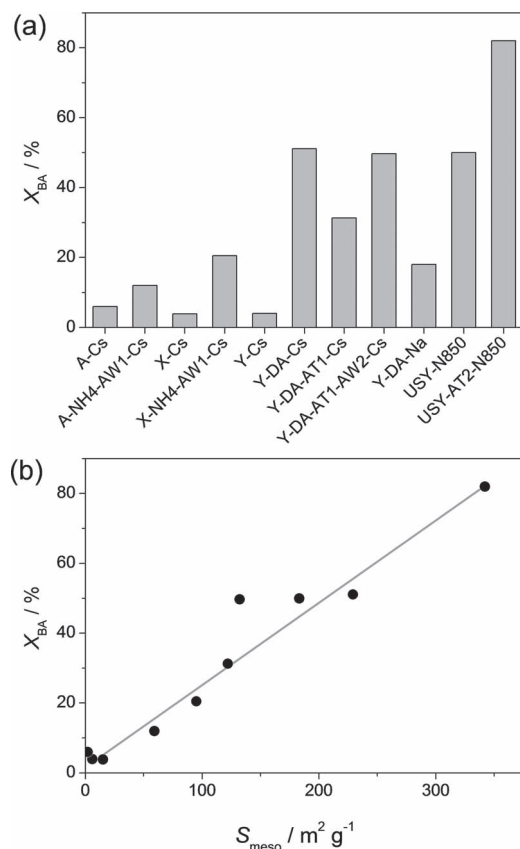 (a)
X_BA / %
80
60
40
20
0
A-Cs
A-NH4-AW1-Cs
X-Cs
X-NH4-AW1-Cs
Y-Cs
Y-DA-Cs
Y-DA-AT1-Cs
Y-DA-AT1-AW2-Cs
Y-DA-Na
USY-N850
USY-AT2-N850
(b)
X_BA / %
80
60
40
20
0
0 100 200 300
S_meso / m² g⁻¹